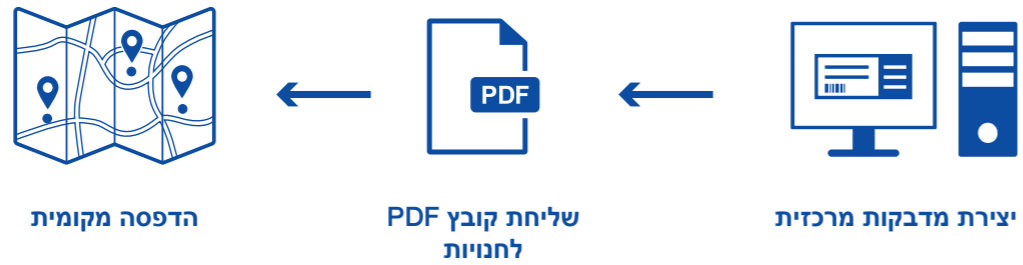 PDF
יצירת מדבקות מרכזית
שליחת קובץ PDF
לחנויות
הדפסה מקומית